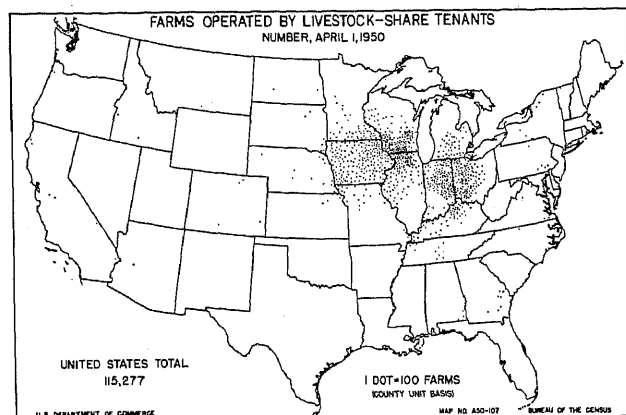 FARMS OPERATED BY LIVESTOCK-SHARE TENANTS
NUMBER, APRIL 1, 1950
UNITED STATES TOTAL
115,277
1 DOT=100 FARMS
(COUNTY UNIT BASIS)
U.S. DEPARTMENT OF COMMERCE
MAP NO. A50-107
BUREAU OF THE CENSUS